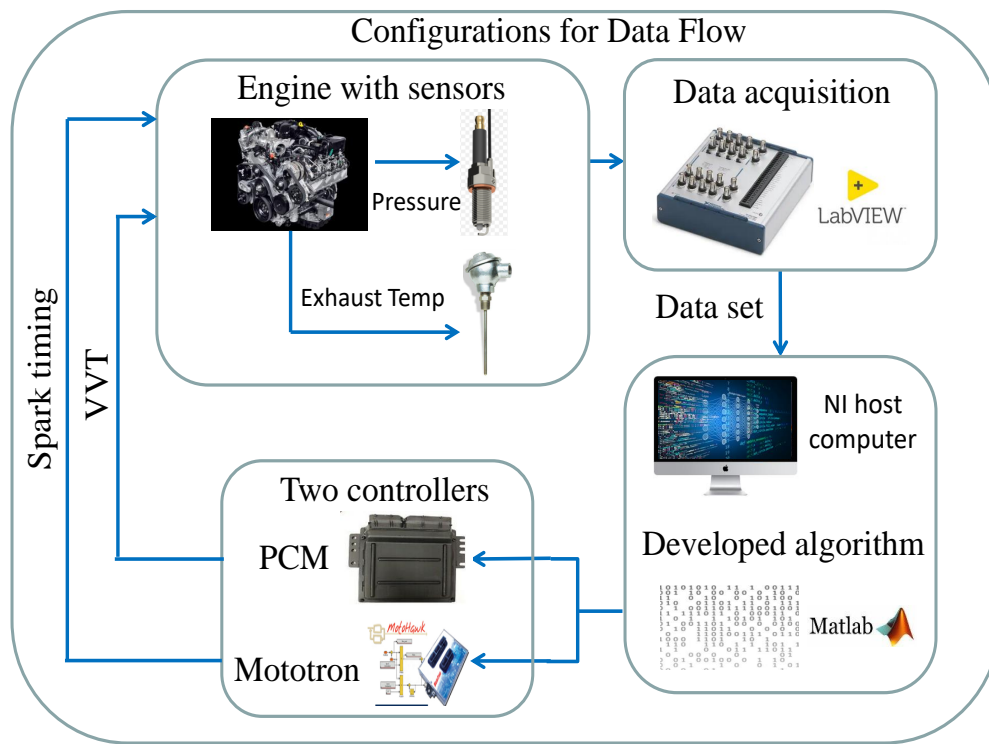 Configurations for Data Flow
Engine with sensors
Pressure
Exhaust Temp
Data acquisition
LabVIEW™
Data set
NI host
computer
Developed algorithm
Matlab
Two controllers
PCM
MotoHawk
Mototron
VVT
Spark timing